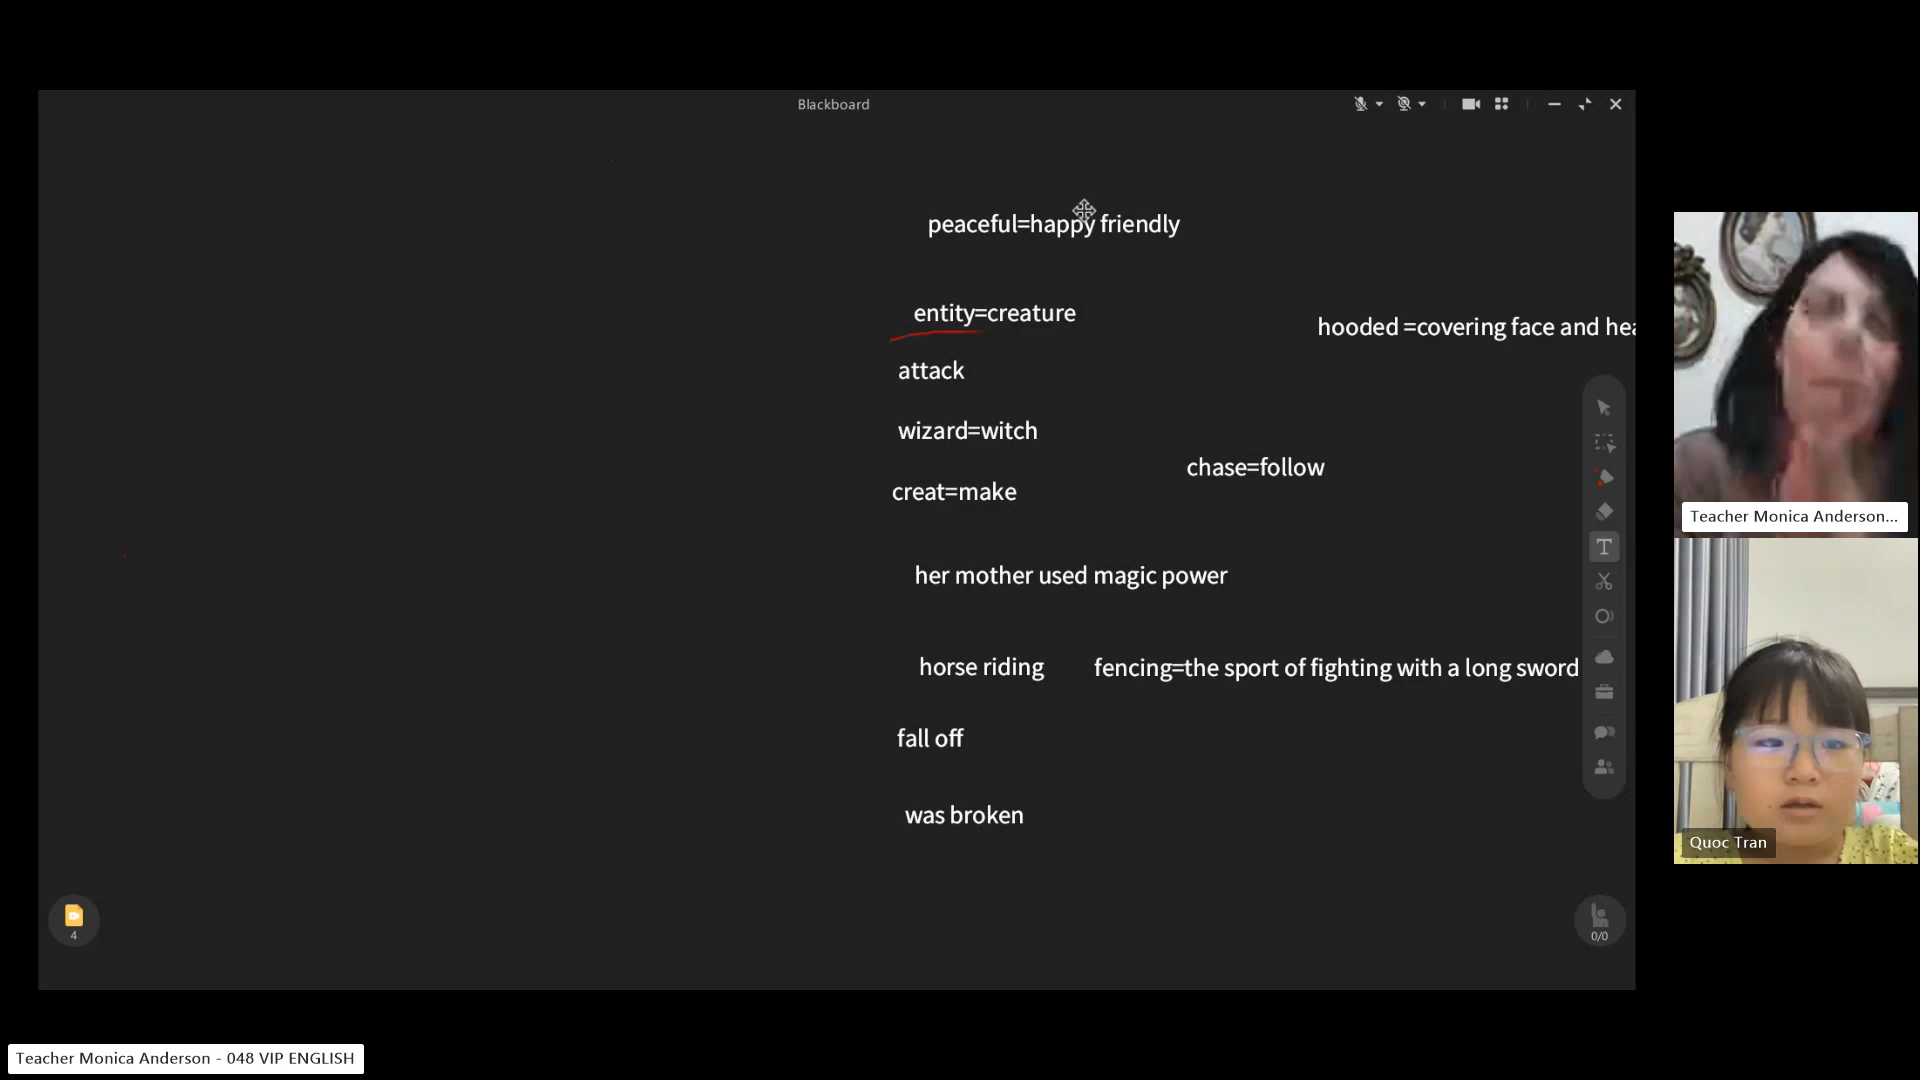 Blackboard
peaceful=happy friendly
entity=creature
hooded =covering face and hea
attack
wizard=witch
chase=follow
creat=make
her mother used magic power
horse riding
fencing=the sport of fighting with a long sword
fall off
was broken
4
0/0
Teacher Monica Anderson...
Quoc Tran
Teacher Monica Anderson - 048 VIP ENGLISH